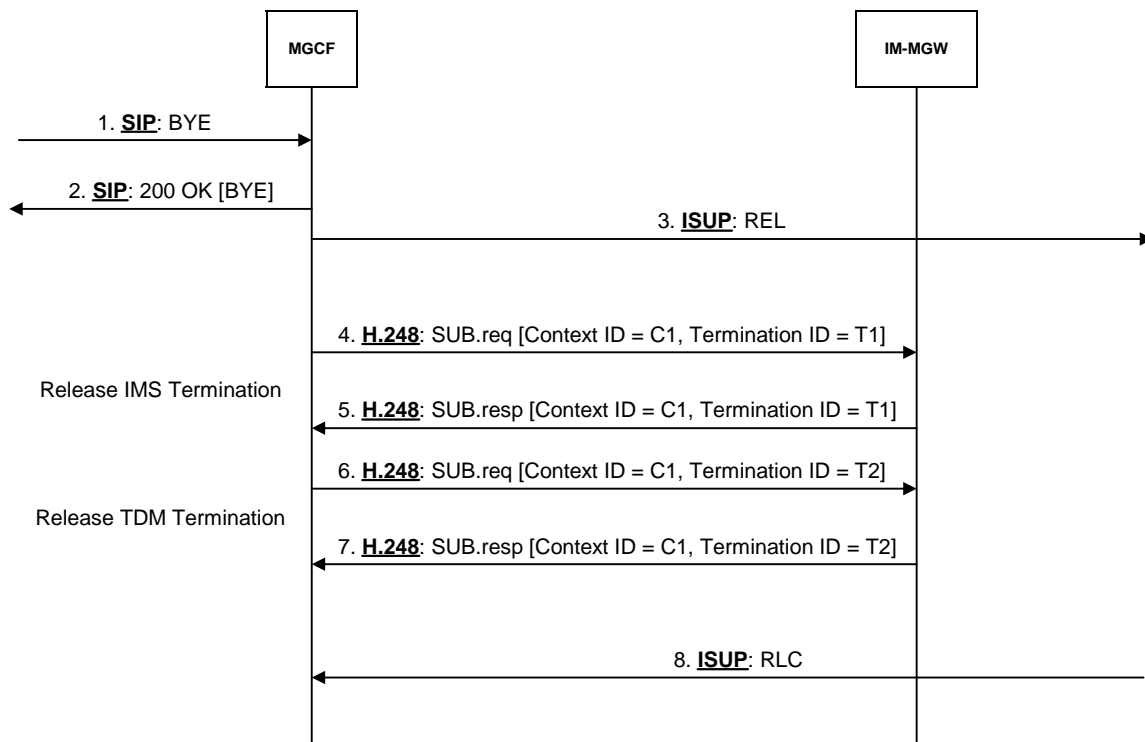 MGCF
IM-MGW
1. SIP: BYE
2. SIP: 200 OK [BYE]
3. ISUP: REL
4. H.248: SUB.req [Context ID = C1, Termination ID = T1]
Release IMS Termination
5. H.248: SUB.resp [Context ID = C1, Termination ID = T1]
6. H.248: SUB.req [Context ID = C1, Termination ID = T2]
Release TDM Termination
7. H.248: SUB.resp [Context ID = C1, Termination ID = T2]
8. ISUP: RLC